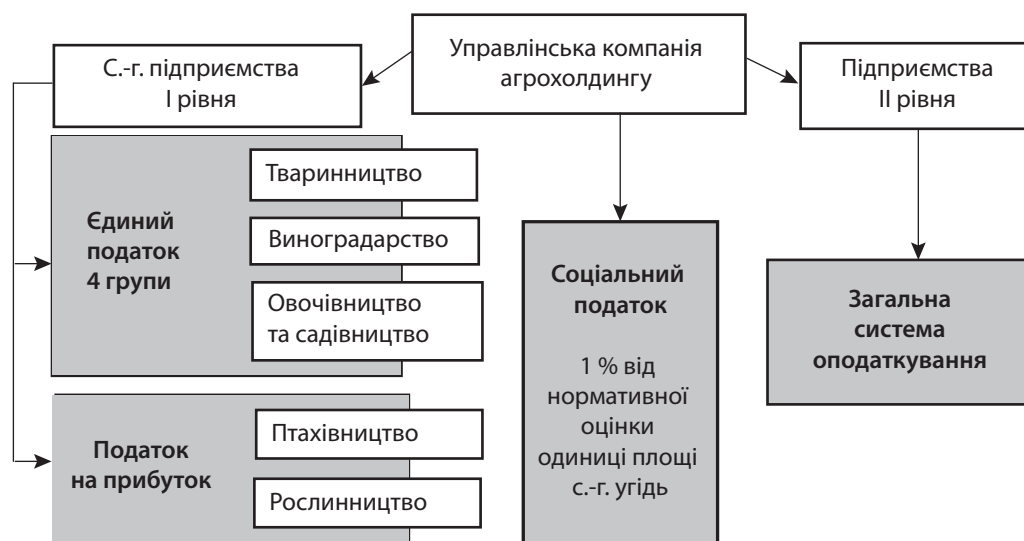 Управлінська компанія
агрохолдингу
С.-г. підприємства
І рівня
Підприємства
ІІ рівня
Єдиний
податок
4 групи
Тваринництво
Виноградарство
Овочівництво
та садівництво
Податок
на прибуток
Птахівництво
Рослинництво
Соціальний
податок
1 % від
нормативної
оцінки
одиниці площі
с.-г. угідь
Загальна
система
оподаткування